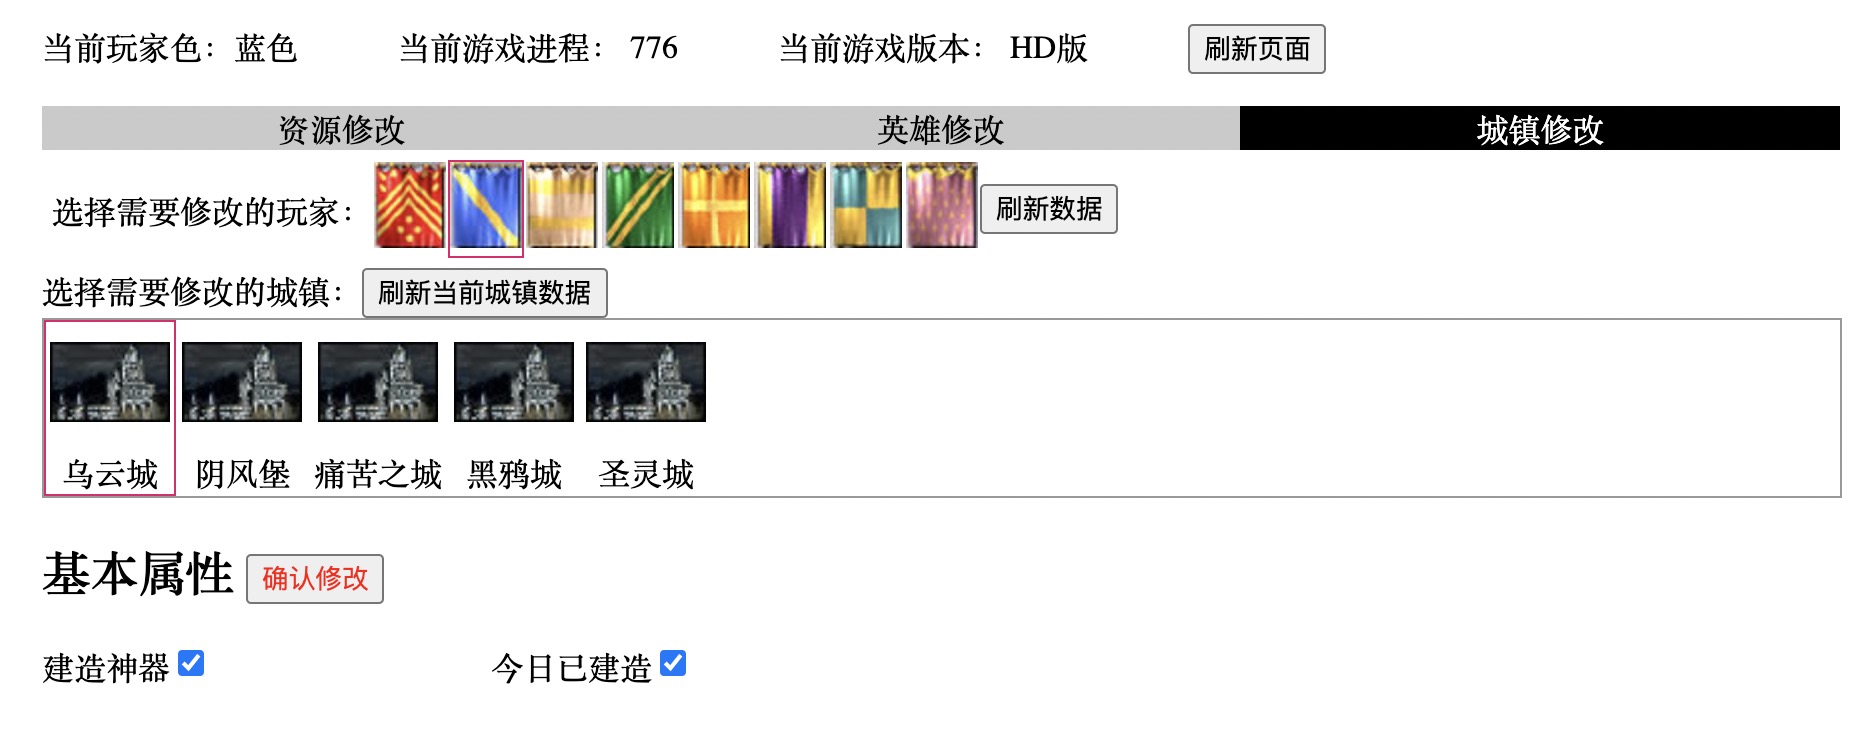 当前玩家色：蓝色 当前游戏进程： 776 当前游戏版本： HD版 刷新页面
资源修改 英雄修改 城镇修改
选择需要修改的玩家： 刷新数据
选择需要修改的城镇： 刷新当前城镇数据
乌云城 阴风堡 痛苦之城 黑鸦城 圣灵城
基本属性 确认修改
建造神器 今日已建造